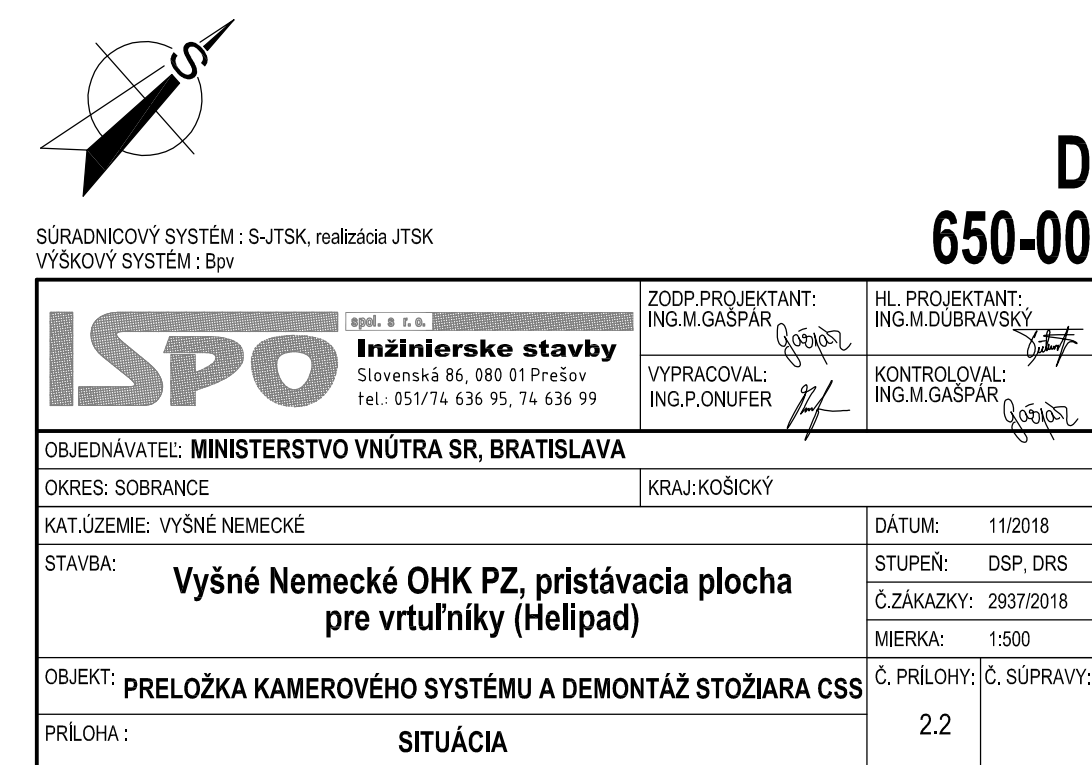 S
D
650-00
SÚRADNICOVÝ SYSTÉM : S-JTSK, realizácia JTSK
VÝŠKOVÝ SYSTÉM : Bpv
ISPO
spol. s r.o.
Inžinierske stavby
Slovenská 86, 080 01 Prešov
tel.: 051/74 636 95, 74 636 99
ZODP.PROJEKTANT:
ING.M.GAŠPÁR
HL. PROJEKTANT:
ING.M.DÚBRAVSKÝ
VYPRACOVAL:
ING.P.ONUFER
KONTROLOVAL:
ING.M.GAŠPÁR
OBJEDNÁVATEĽ: MINISTERSTVO VNÚTRA SR, BRATISLAVA
OKRES: SOBRANCE
KRAJ:KOŠICKÝ
KAT.ÚZEMIE: VYŠNÉ NEMECKÉ
DÁTUM: 11/2018
STAVBA:
Vyšné Nemecké OHK PZ, pristávacia plocha
pre vrtuľníky (Helipad)
STUPEŇ: DSP, DRS
Č.ZÁKAZKY: 2937/2018
MIERKA: 1:500
OBJEKT: PRELOŽKA KAMEROVÉHO SYSTÉMU A DEMONTÁŽ STOŽIARA CSS
Č. PRÍLOHY: Č. SÚPRAVY:
2.2
PRÍLOHA : SITUÁCIA